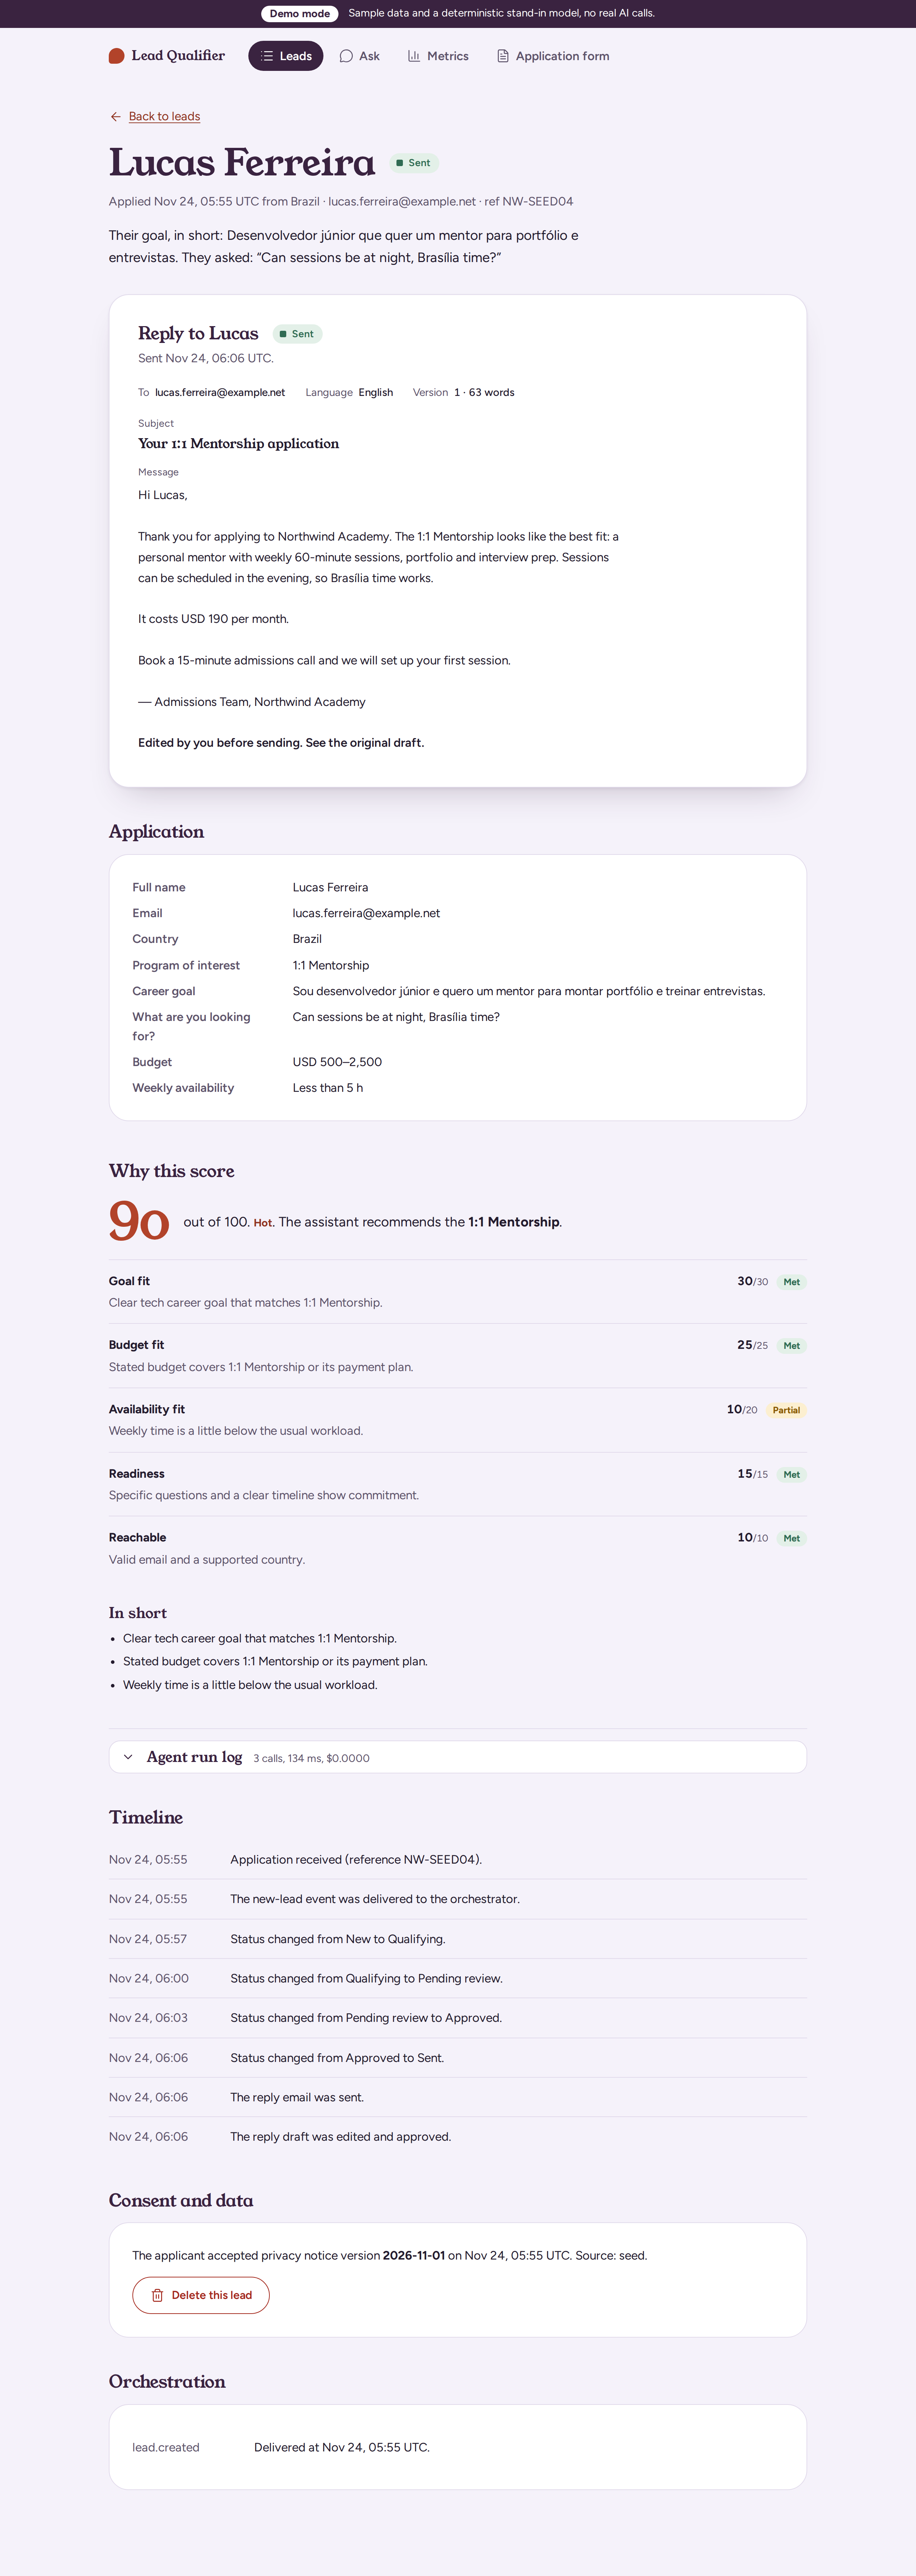 Demo mode Sample data and a deterministic stand-in model, no real AI calls.
Lead Qualifier Leads Ask Metrics Application form
Back to leads
Lucas Ferreira Sent
Applied Nov 24, 05:55 UTC from Brazil · lucas.ferreira@example.net · ref NW-SEED04
Their goal, in short: Desenvolvedor júnior que quer um mentor para portfólio e
entrevistas. They asked: “Can sessions be at night, Brasília time?”
Reply to Lucas Sent
Sent Nov 24, 06:06 UTC.
To lucas.ferreira@example.net Language English Version 1 · 63 words
Subject
Your 1:1 Mentorship application
Message
Hi Lucas,
Thank you for applying to Northwind Academy. The 1:1 Mentorship looks like the best fit: a
personal mentor with weekly 60-minute sessions, portfolio and interview prep. Sessions
can be scheduled in the evening, so Brasília time works.
It costs USD 190 per month.
Book a 15-minute admissions call and we will set up your first session.
— Admissions Team, Northwind Academy
Edited by you before sending. See the original draft.
Application
Full name Lucas Ferreira
Email lucas.ferreira@example.net
Country Brazil
Program of interest 1:1 Mentorship
Career goal Sou desenvolvedor júnior e quero um mentor para montar portfólio e treinar entrevistas.
What are you looking Can sessions be at night, Brasília time?
for?
Budget USD 500–2,500
Weekly availability Less than 5 h
Why this score
90 out of 100. Hot. The assistant recommends the 1:1 Mentorship.
Goal fit 30/30 Met
Clear tech career goal that matches 1:1 Mentorship.
Budget fit 25/25 Met
Stated budget covers 1:1 Mentorship or its payment plan.
Availability fit 10/20 Partial
Weekly time is a little below the usual workload.
Readiness 15/15 Met
Specific questions and a clear timeline show commitment.
Reachable 10/10 Met
Valid email and a supported country.
In short
• Clear tech career goal that matches 1:1 Mentorship.
• Stated budget covers 1:1 Mentorship or its payment plan.
• Weekly time is a little below the usual workload.
Agent run log 3 calls, 134 ms, $0.0000
Timeline
Nov 24, 05:55 Application received (reference NW-SEED04).
Nov 24, 05:55 The new-lead event was delivered to the orchestrator.
Nov 24, 05:57 Status changed from New to Qualifying.
Nov 24, 06:00 Status changed from Qualifying to Pending review.
Nov 24, 06:03 Status changed from Pending review to Approved.
Nov 24, 06:06 Status changed from Approved to Sent.
Nov 24, 06:06 The reply email was sent.
Nov 24, 06:06 The reply draft was edited and approved.
Consent and data
The applicant accepted privacy notice version 2026-11-01 on Nov 24, 05:55 UTC. Source: seed.
Delete this lead
Orchestration
lead.created Delivered at Nov 24, 05:55 UTC.